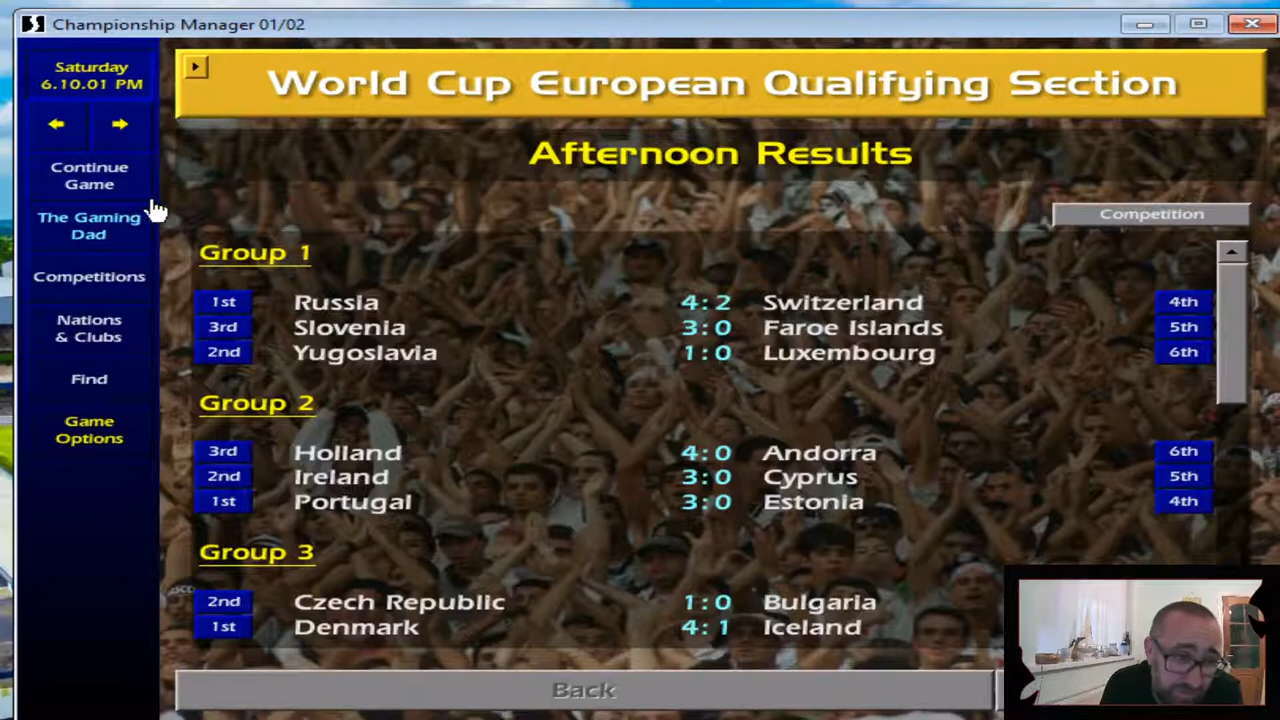 Championship Manager 01/02
Saturday
6.10.01 PM
Continue
Game
The Gaming
Dad
Competitions
Nations
& Clubs
Find
Game
Options
World Cup European Qualifying Section
Afternoon Results
Competition
Group 1
1st Russia 4:2 Switzerland 4th
3rd Slovenia 3:0 Faroe Islands 5th
2nd Yugoslavia 1:0 Luxembourg 6th
Group 2
3rd Holland 4:0 Andorra 6th
2nd Ireland 3:0 Cyprus 5th
1st Portugal 3:0 Estonia 4th
Group 3
2nd Czech Republic 1:0 Bulgaria
1st Denmark 4:1 Iceland
Back